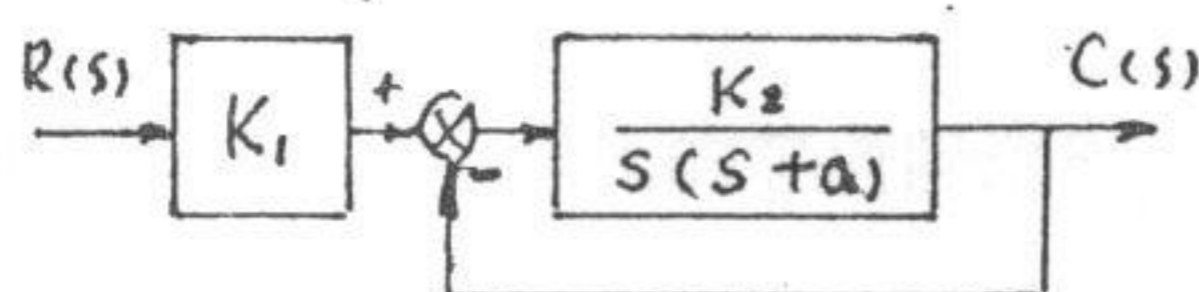 R(s)
K₁
+
-
K₂
S(S+a)
C(s)